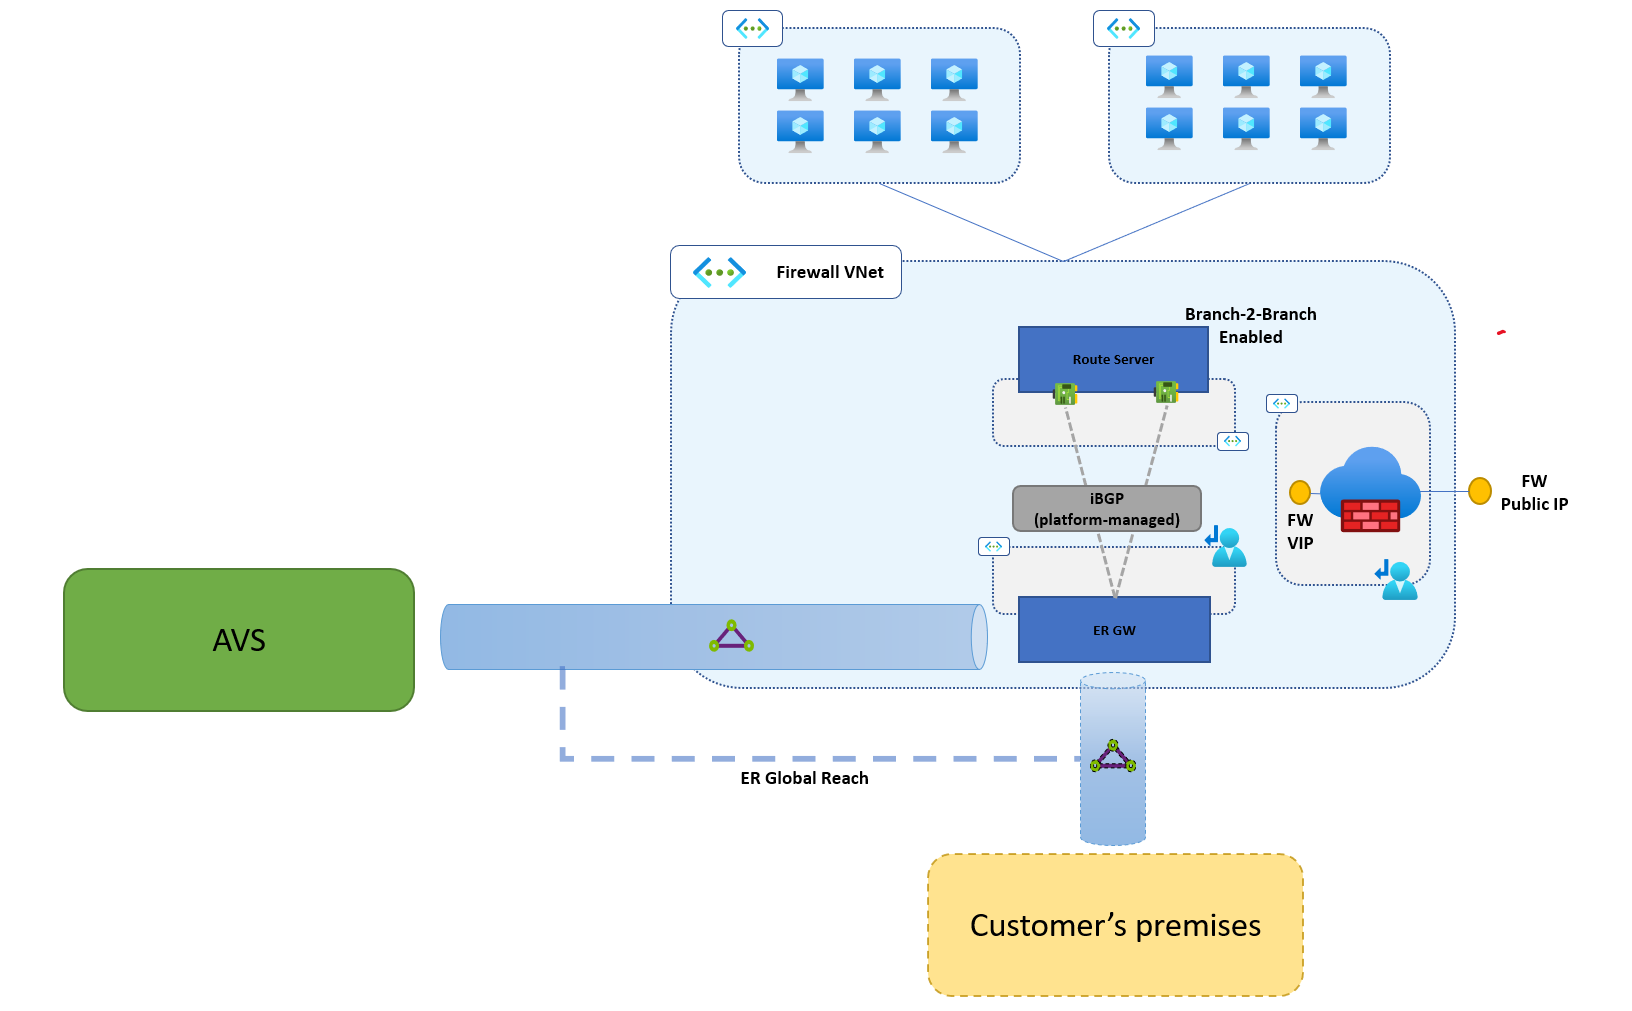 Firewall VNet
Branch-2-Branch
Enabled
Route Server
iBGP
(platform-managed)
FW
VIP
FW
Public IP
AVS
ER GW
ER Global Reach
Customer’s premises